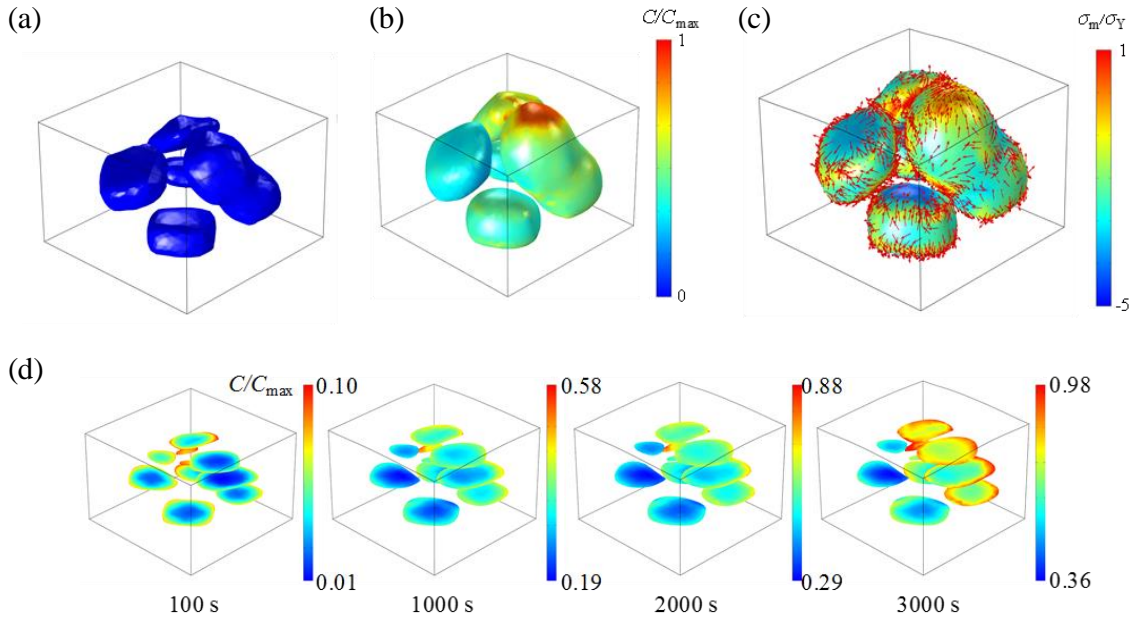 (a)
(b)
C/Cmax
1
0
(c)
σm/σY
1
-5
(d)
C/Cmax
0.10
0.01
100 s
0.58
0.19
1000 s
0.88
0.29
2000 s
0.98
0.36
3000 s